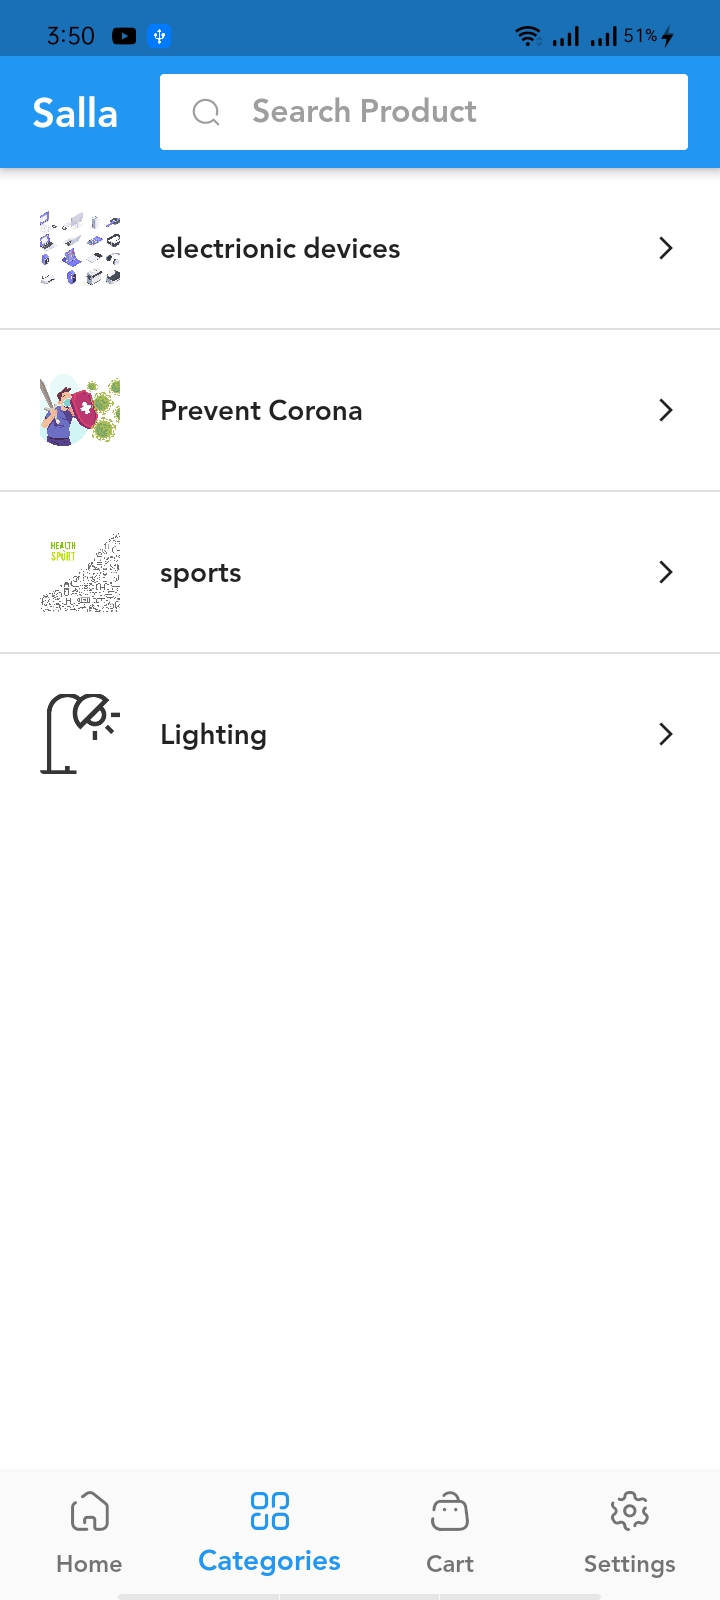 3:50 51%
Salla Search Product
electrionic devices
Prevent Corona
HEALTH
SPORT
sports
Lighting
Home Categories Cart Settings